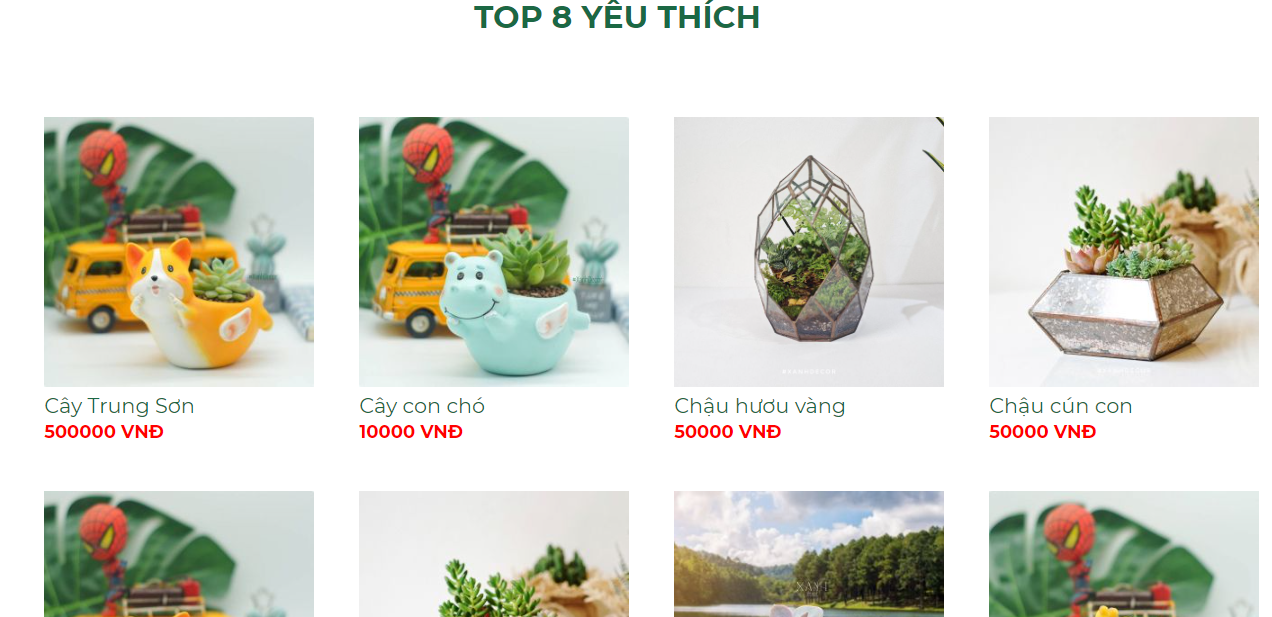 TOP 8 YÊU THÍCH
Cây Trung Sơn
500000 VNĐ
Cây con chó
10000 VNĐ
Chậu hươu vàng
50000 VNĐ
Chậu cún con
50000 VNĐ
XANH